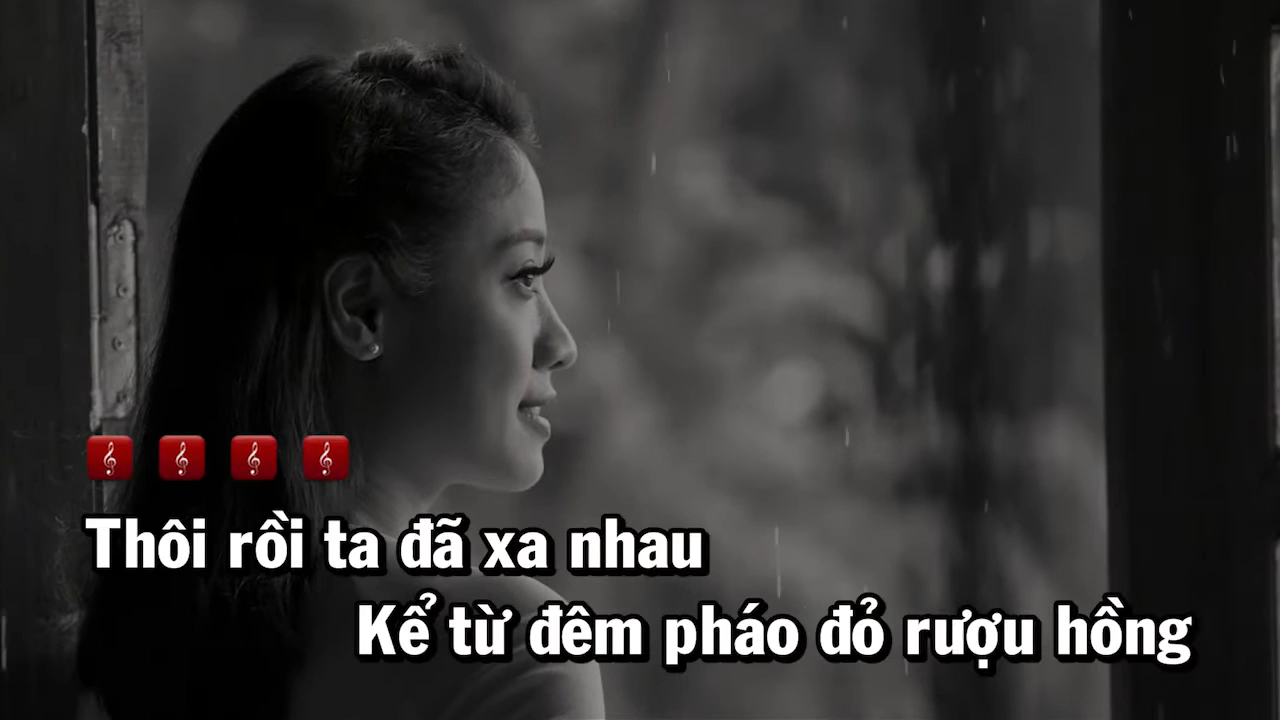 Thôi rồi ta đã xa nhau
Kể từ đêm pháo đỏ rượu hồng